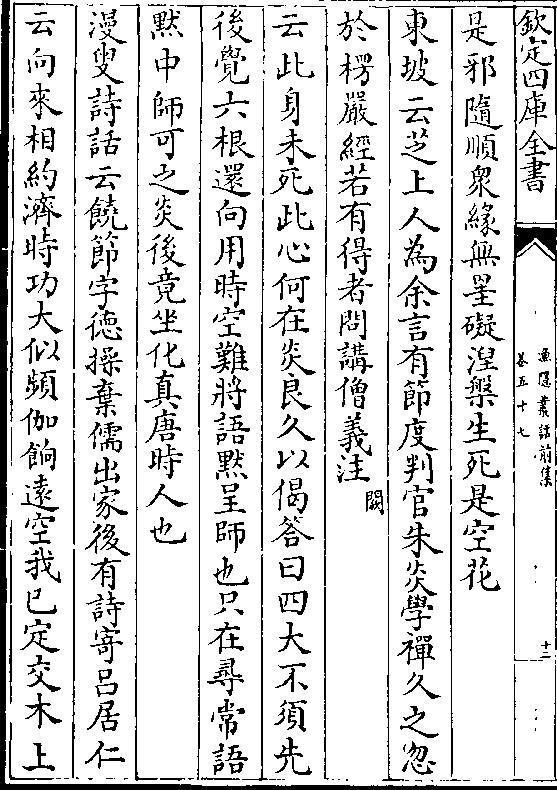 欽定四庫全書
漁隱叢話前集
卷五十七
十二
是邪隨順衆緣無罣礙涅槃生死是空花
東坡云芝上人為余言有節度判官朱炎學禪久之忽
於楞嚴經若有得者問講僧義注
闕
云此身未死此心何在炎良久以偈答曰四大不須先
後覺六根還向用時空難將語默呈師也只在尋常語
默中師可之炎後竟坐化真唐時人也
漫叟詩話云饒節字德操棄儒出家後有詩寄呂居仁
云向來相約濟時功大似頻伽餉遠空我已定交木上